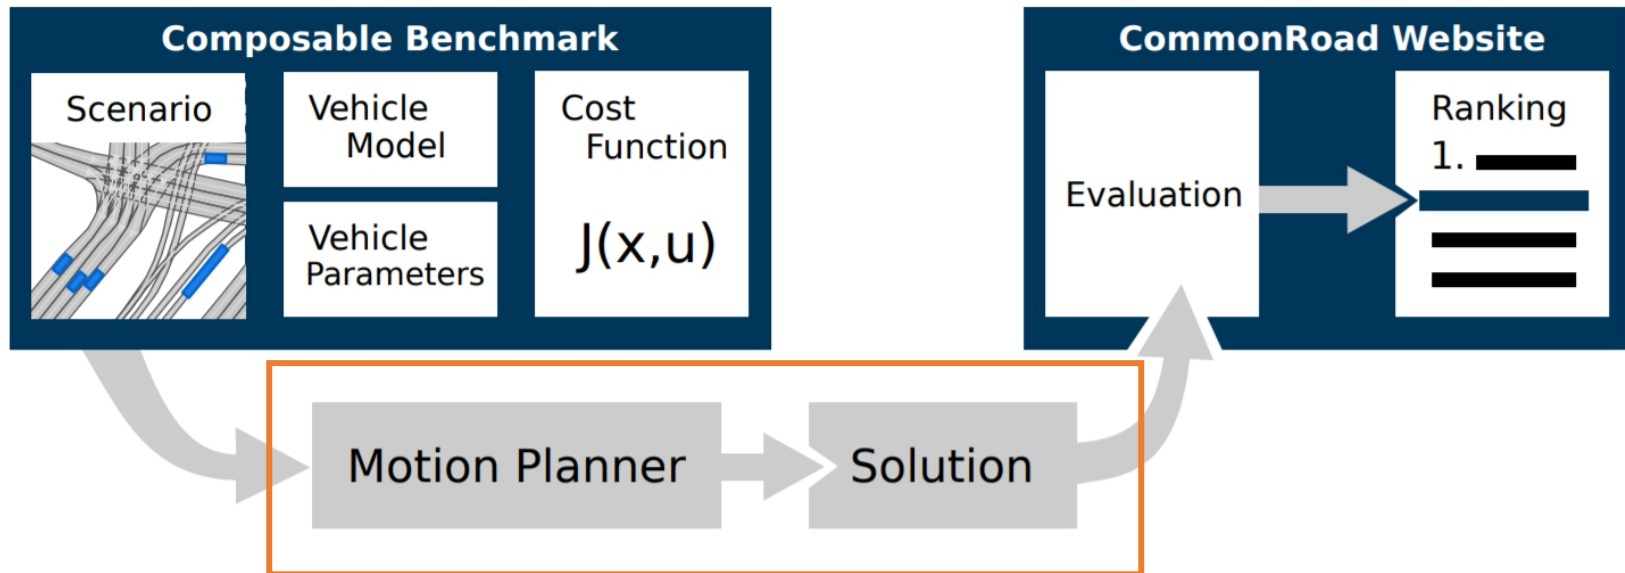 Composable Benchmark
Scenario
Vehicle
Model
Vehicle
Parameters
Cost
Function
J(x,u)
CommonRoad Website
Evaluation
Ranking
1.
Motion Planner
Solution